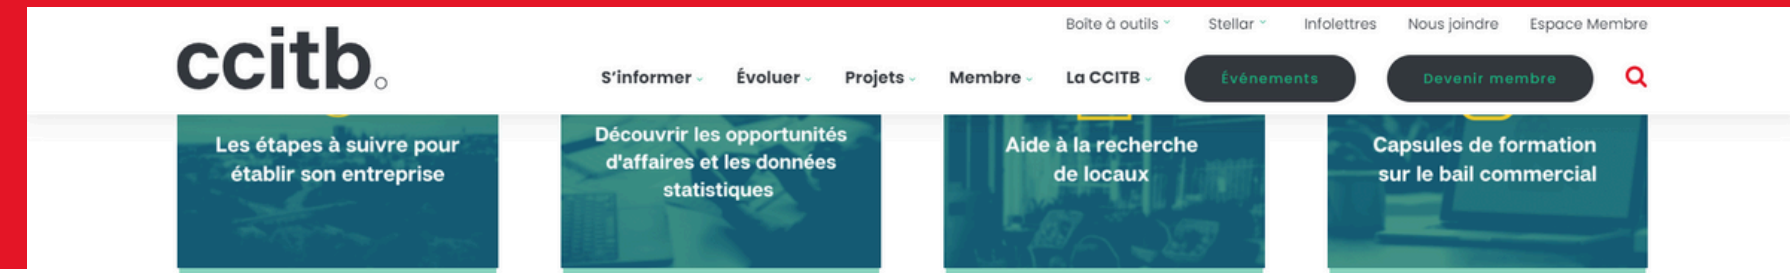 Boîte à outils Stellar Infolettres Nous joindre Espace Membre
ccitb.
S'informer Évoluer Projets Membre La CCITB Événements Devenir membre
Les étapes à suivre pour
établir son entreprise
Découvrir les opportunités
d'affaires et les données
statistiques
Aide à la recherche
de locaux
Capsules de formation
sur le bail commercial